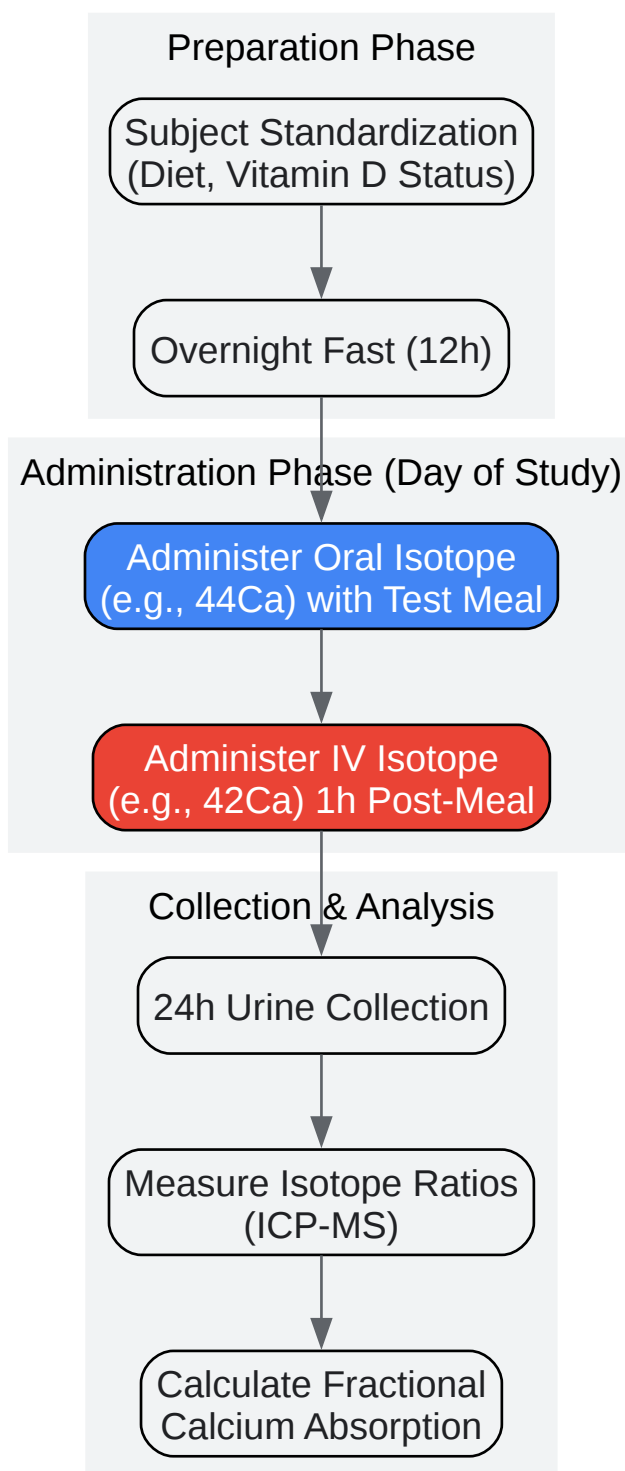 Preparation Phase
Subject Standardization
(Diet, Vitamin D Status)
Overnight Fast (12h)
Administration Phase (Day of Study)
Administer Oral Isotope
(e.g., 44Ca) with Test Meal
Administer IV Isotope
(e.g., 42Ca) 1h Post-Meal
Collection & Analysis
24h Urine Collection
Measure Isotope Ratios
(ICP-MS)
Calculate Fractional
Calcium Absorption